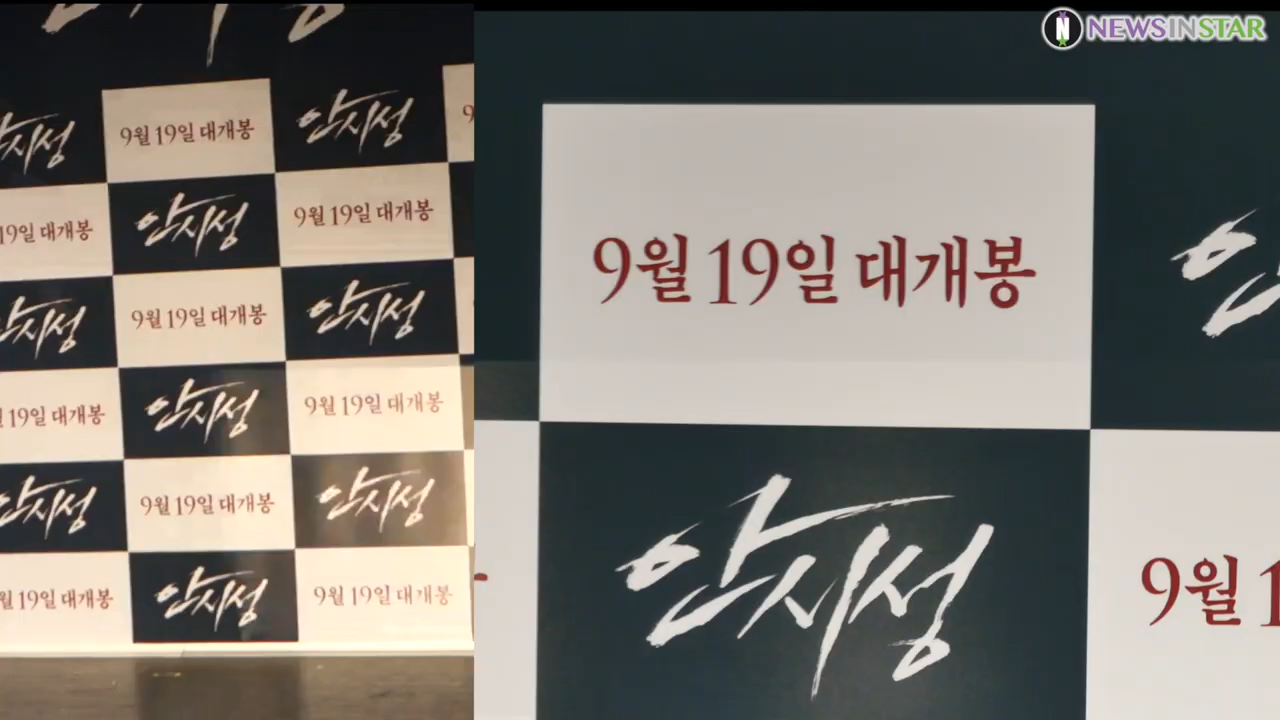 NEWSINSTAR
안시성
9월 19일 대개봉
안시성
19일 대개봉
안시성
9월 19일 대개봉
안시성
9월 19일 대개봉
안시성
월 19일 대개봉
안시성
9월 19일 대개봉
안시성
9월 19일 대개봉
안시성
월 19일 대개봉
안시성
9월 19일 대개봉
9월 19일 대개봉
안시성
9월 1